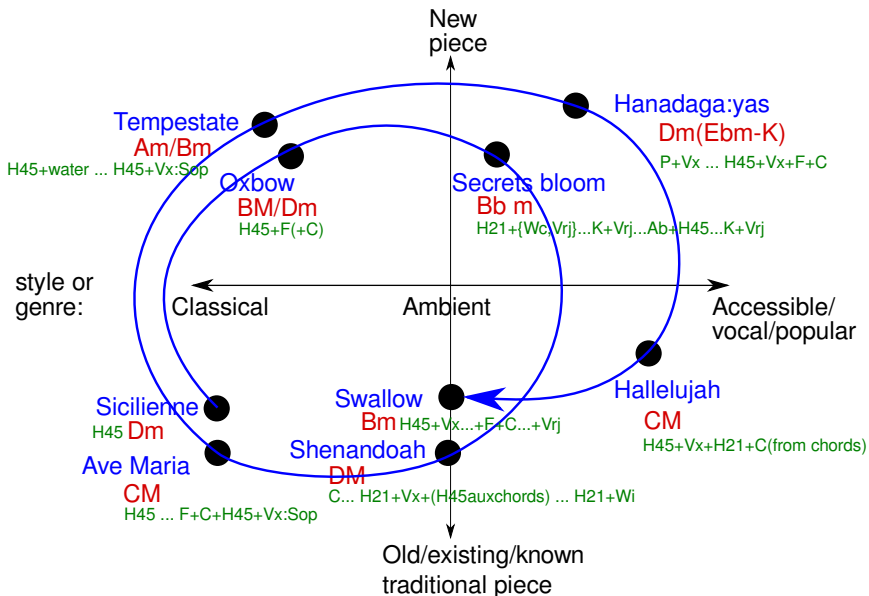 New
piece
Tempestate
Am/Bm
H45+water ... H45+Vx:Sop
Oxbow
BM/Dm
H45+F(+C)
Secrets bloom
Bb m
H21+{Wc,Vrj}...K+Vrj...Ab+H45...K+Vrj
Hanadaga:yas
Dm(Ebm-K)
P+Vx ... H45+Vx+F+C
style or
genre:
Classical
Ambient
Accessible/
vocal/popular
Sicilienne
H45 Dm
Ave Maria
CM
H45 ... F+C+H45+Vx:Sop
Swallow
Bm H45+Vx...+F+C...+Vrj
Shenandoah
DM
C... H21+Vx+(H45auxchords) ... H21+Wi
Hallelujah
CM
H45+Vx+H21+C(from chords)
Old/existing/known
traditional piece